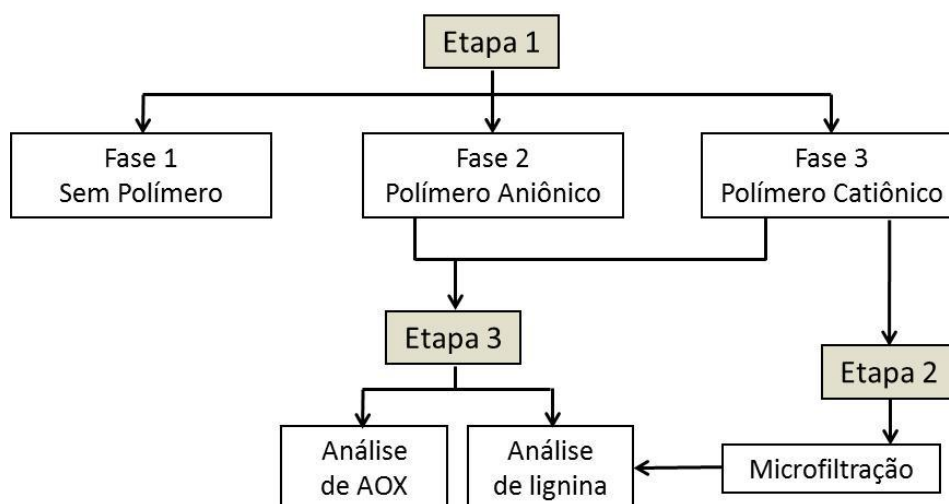 Etapa 1
Fase 1
Sem Polímero
Fase 2
Polímero Aniônico
Fase 3
Polímero Catiônico
Etapa 3
Etapa 2
Análise
de AOX
Análise
de lignina
Microfiltração